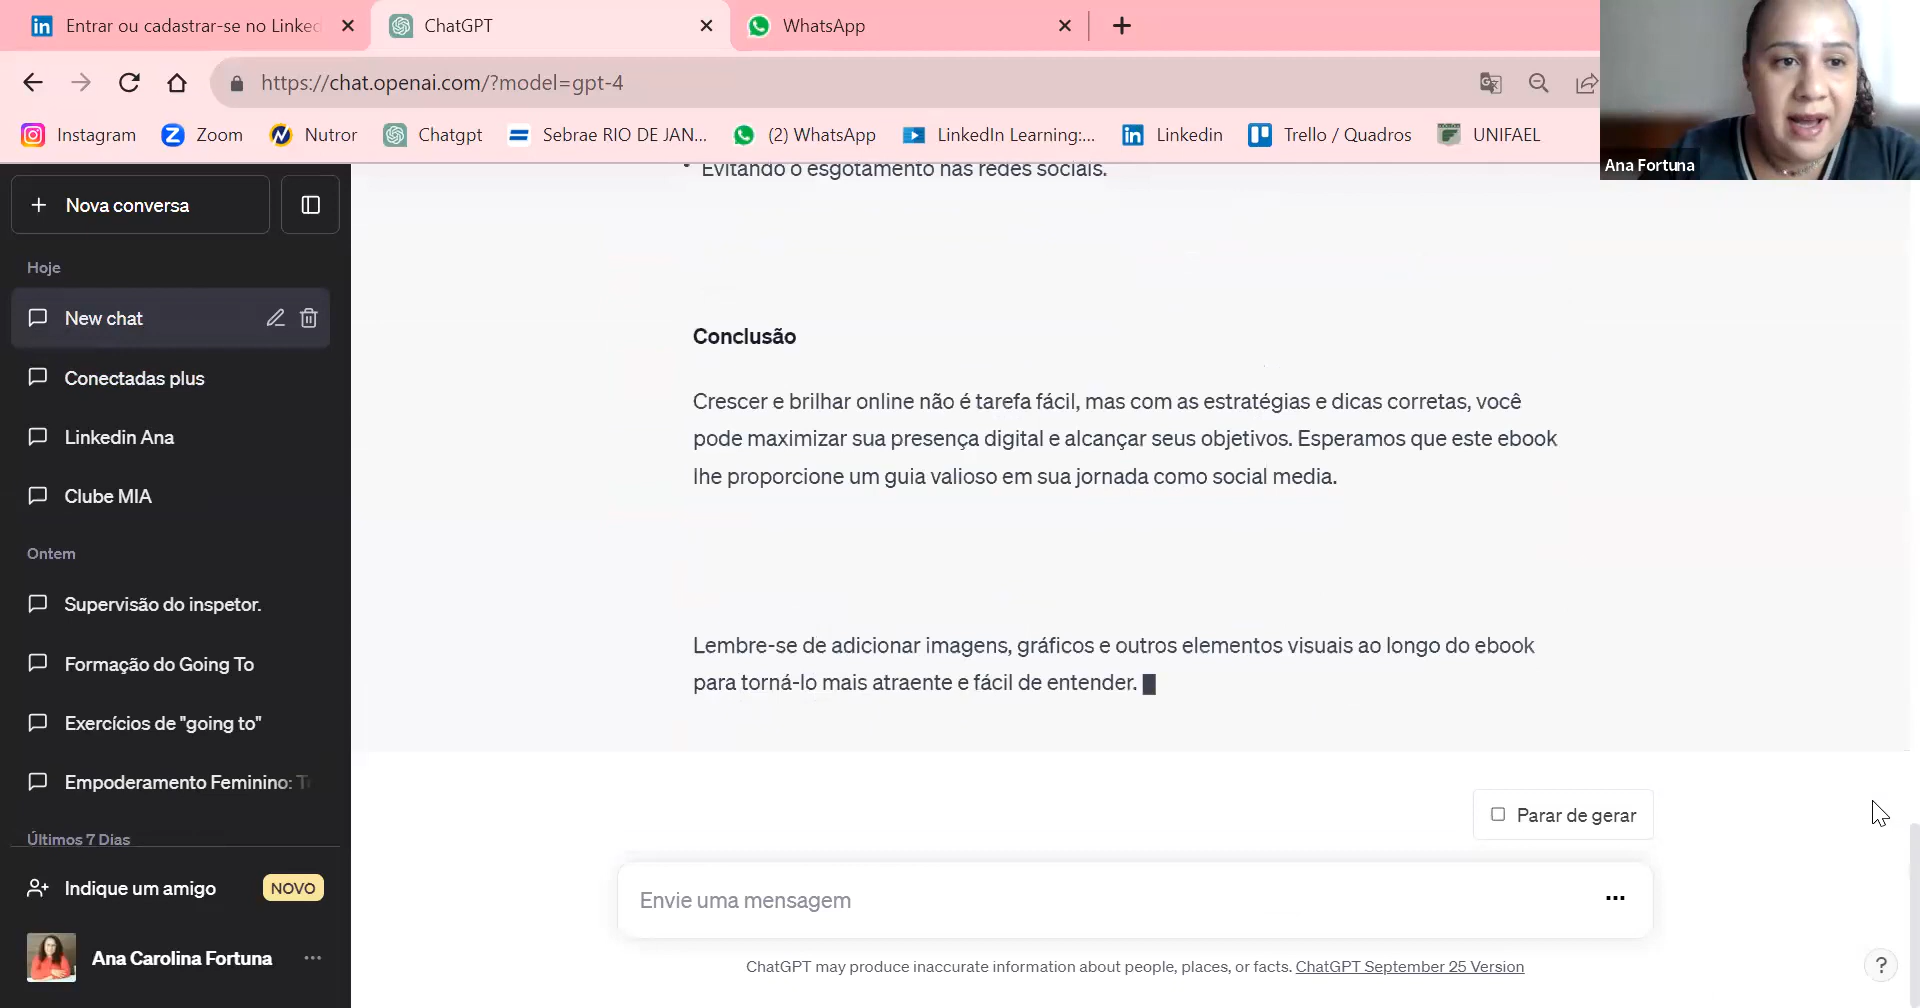 Entrar ou cadastrar-se no Linked
ChatGPT
WhatsApp
https://chat.openai.com/?model=gpt-4
Instagram
Zoom
Nutror
Chatgpt
Sebrae RIO DE JAN...
(2) WhatsApp
LinkedIn Learning:...
Linkedin
Trello / Quadros
UNIFAEL
Ana Fortuna
Nova conversa
Hoje
New chat
Conectadas plus
Linkedin Ana
Clube MIA
Ontem
Supervisão do inspetor.
Formação do Going To
Exercícios de "going to"
Empoderamento Feminino: T
Últimos 7 Dias
Indique um amigo
NOVO
Ana Carolina Fortuna
Evitando o esgotamento nas redes sociais.
Conclusão
Crescer e brilhar online não é tarefa fácil, mas com as estratégias e dicas corretas, você
pode maximizar sua presença digital e alcançar seus objetivos. Esperamos que este ebook
lhe proporcione um guia valioso em sua jornada como social media.
Lembre-se de adicionar imagens, gráficos e outros elementos visuais ao longo do ebook
para torná-lo mais atraente e fácil de entender.
Parar de gerar
Envie uma mensagem
ChatGPT may produce inaccurate information about people, places, or facts. ChatGPT September 25 Version
?